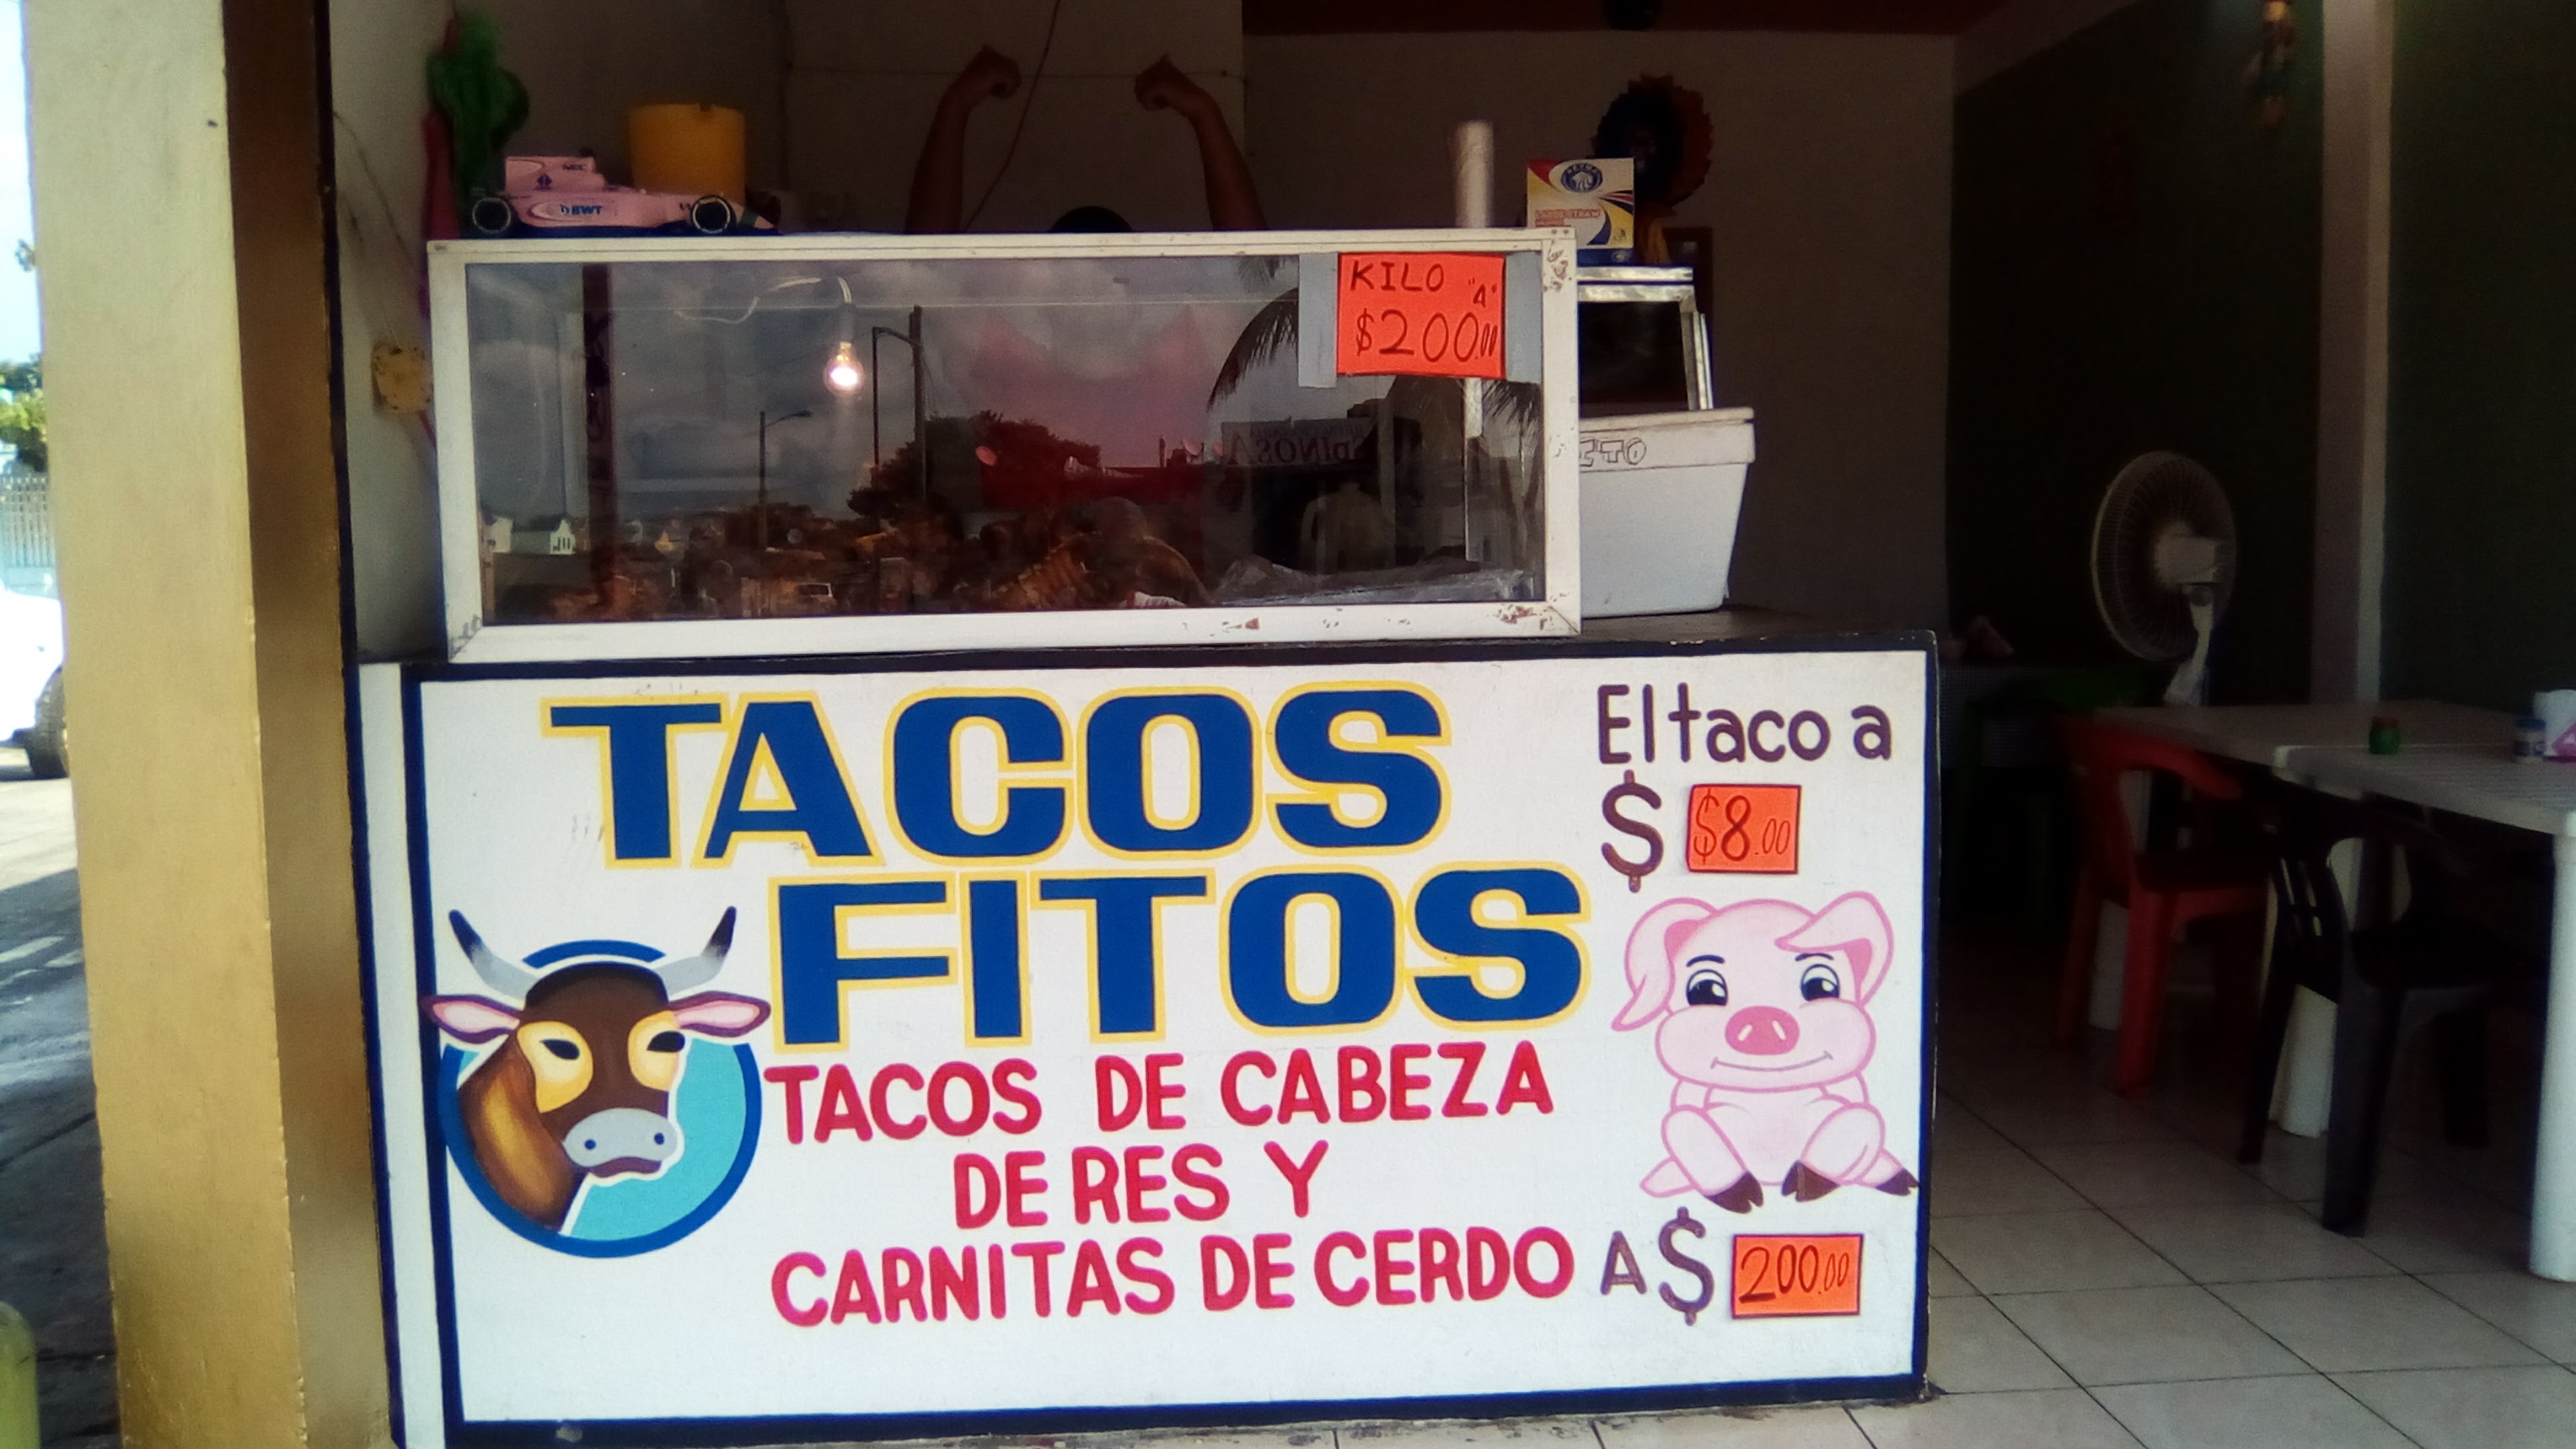 BWT
KILO "A"
$200.00
TACOS
FITOS
El taco a
$ $8.00
TACOS DE CABEZA
DE RES Y
CARNITAS DE CERDO A $ 200.00